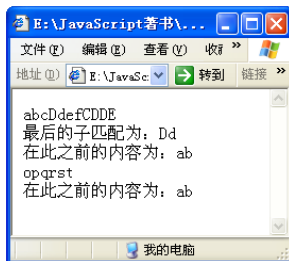 E:\JavaScript著书\...
文件(F) 编辑(E) 查看(V) 收 »
地址(D) E:\JavaSc 转到 链接 »
abcDdefCDDE
最后的子匹配为：Dd
在此之前的内容为：ab
opqrst
在此之前的内容为：ab
我的电脑